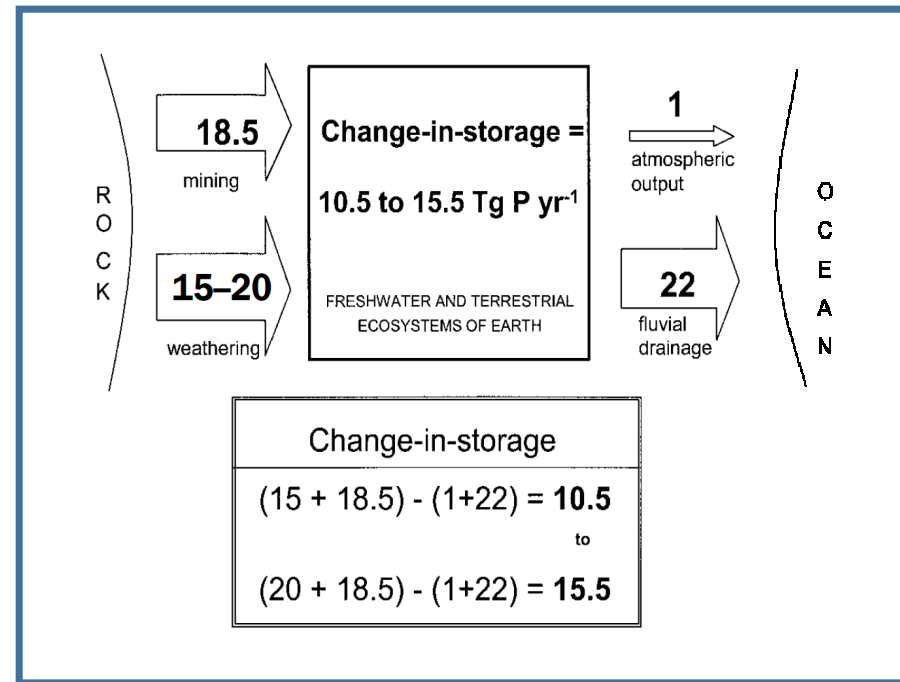 ROCK
18.5
mining
15–20
weathering
Change-in-storage =
10.5 to 15.5 Tg P yr⁻¹
FRESHWATER AND TERRESTRIAL
ECOSYSTEMS OF EARTH
1
atmospheric
output
22
fluvial
drainage
OCEAN
Change-in-storage
(15 + 18.5) - (1+22) = 10.5
to
(20 + 18.5) - (1+22) = 15.5